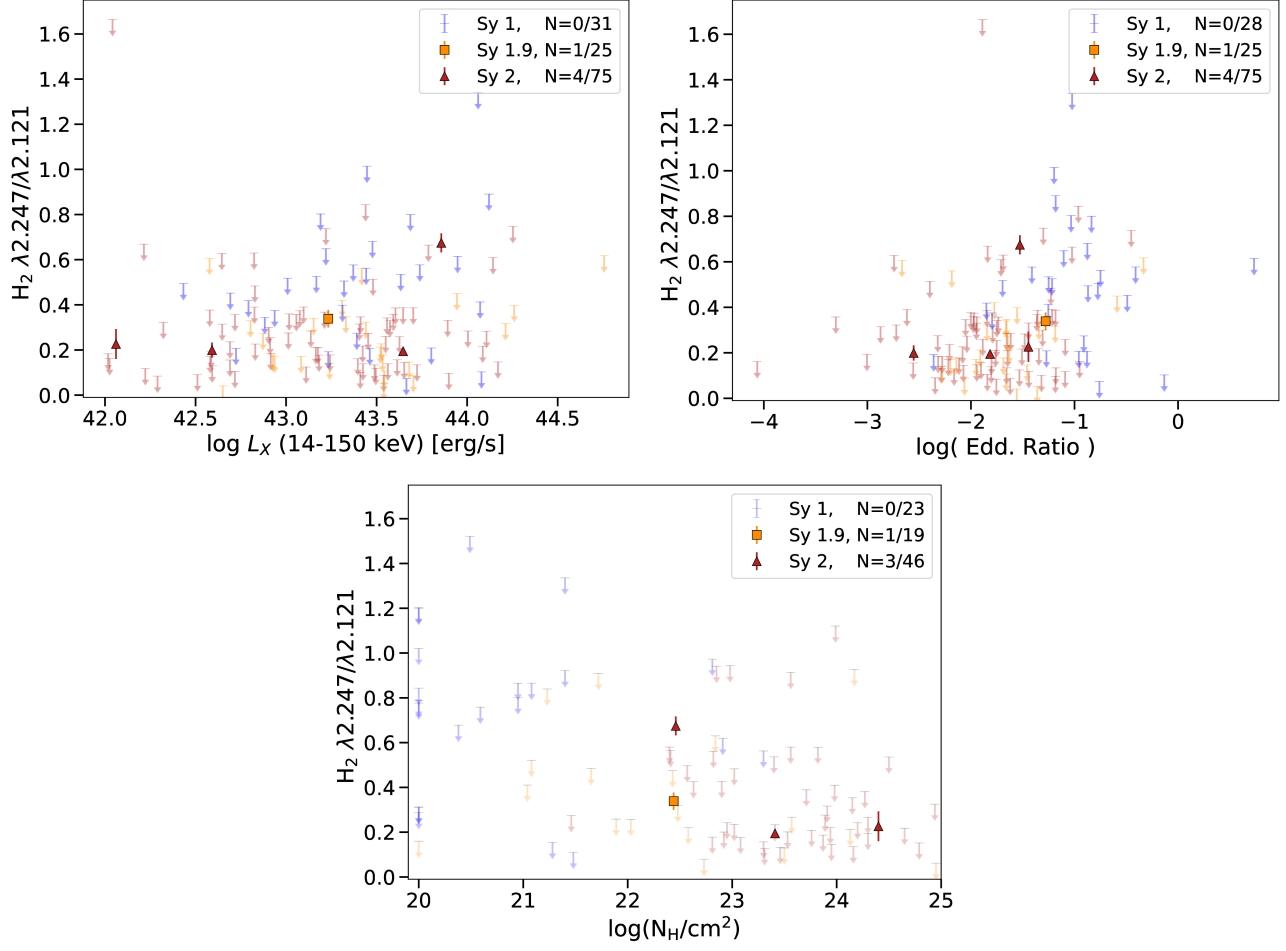 Sy 1, N=0/31
Sy 1.9, N=1/25
Sy 2, N=4/75
H₂ λ2.247/λ2.121
1.6
1.4
1.2
1.0
0.8
0.6
0.4
0.2
0.0
42.0 42.5 43.0 43.5 44.0 44.5
log L_X (14-150 keV) [erg/s]
Sy 1, N=0/28
Sy 1.9, N=1/25
Sy 2, N=4/75
H₂ λ2.247/λ2.121
1.6
1.4
1.2
1.0
0.8
0.6
0.4
0.2
0.0
−4 −3 −2 −1 0
log( Edd. Ratio )
Sy 1, N=0/23
Sy 1.9, N=1/19
Sy 2, N=3/46
H₂ λ2.247/λ2.121
1.6
1.4
1.2
1.0
0.8
0.6
0.4
0.2
0.0
20 21 22 23 24 25
log(N_H/cm²)